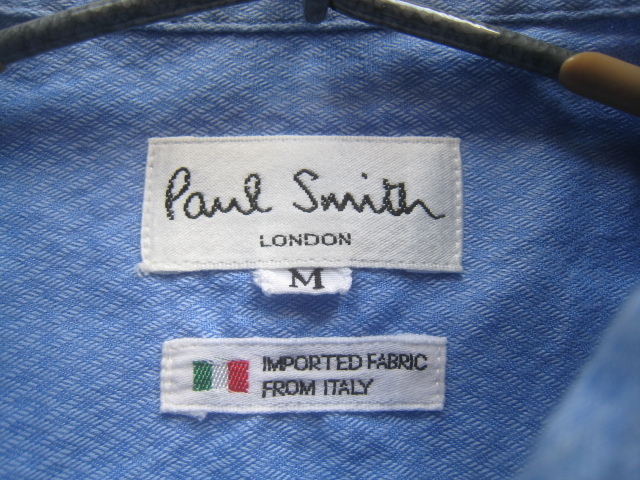 Paul Smith
LONDON
M
IMPORTED FABRIC
FROM ITALY